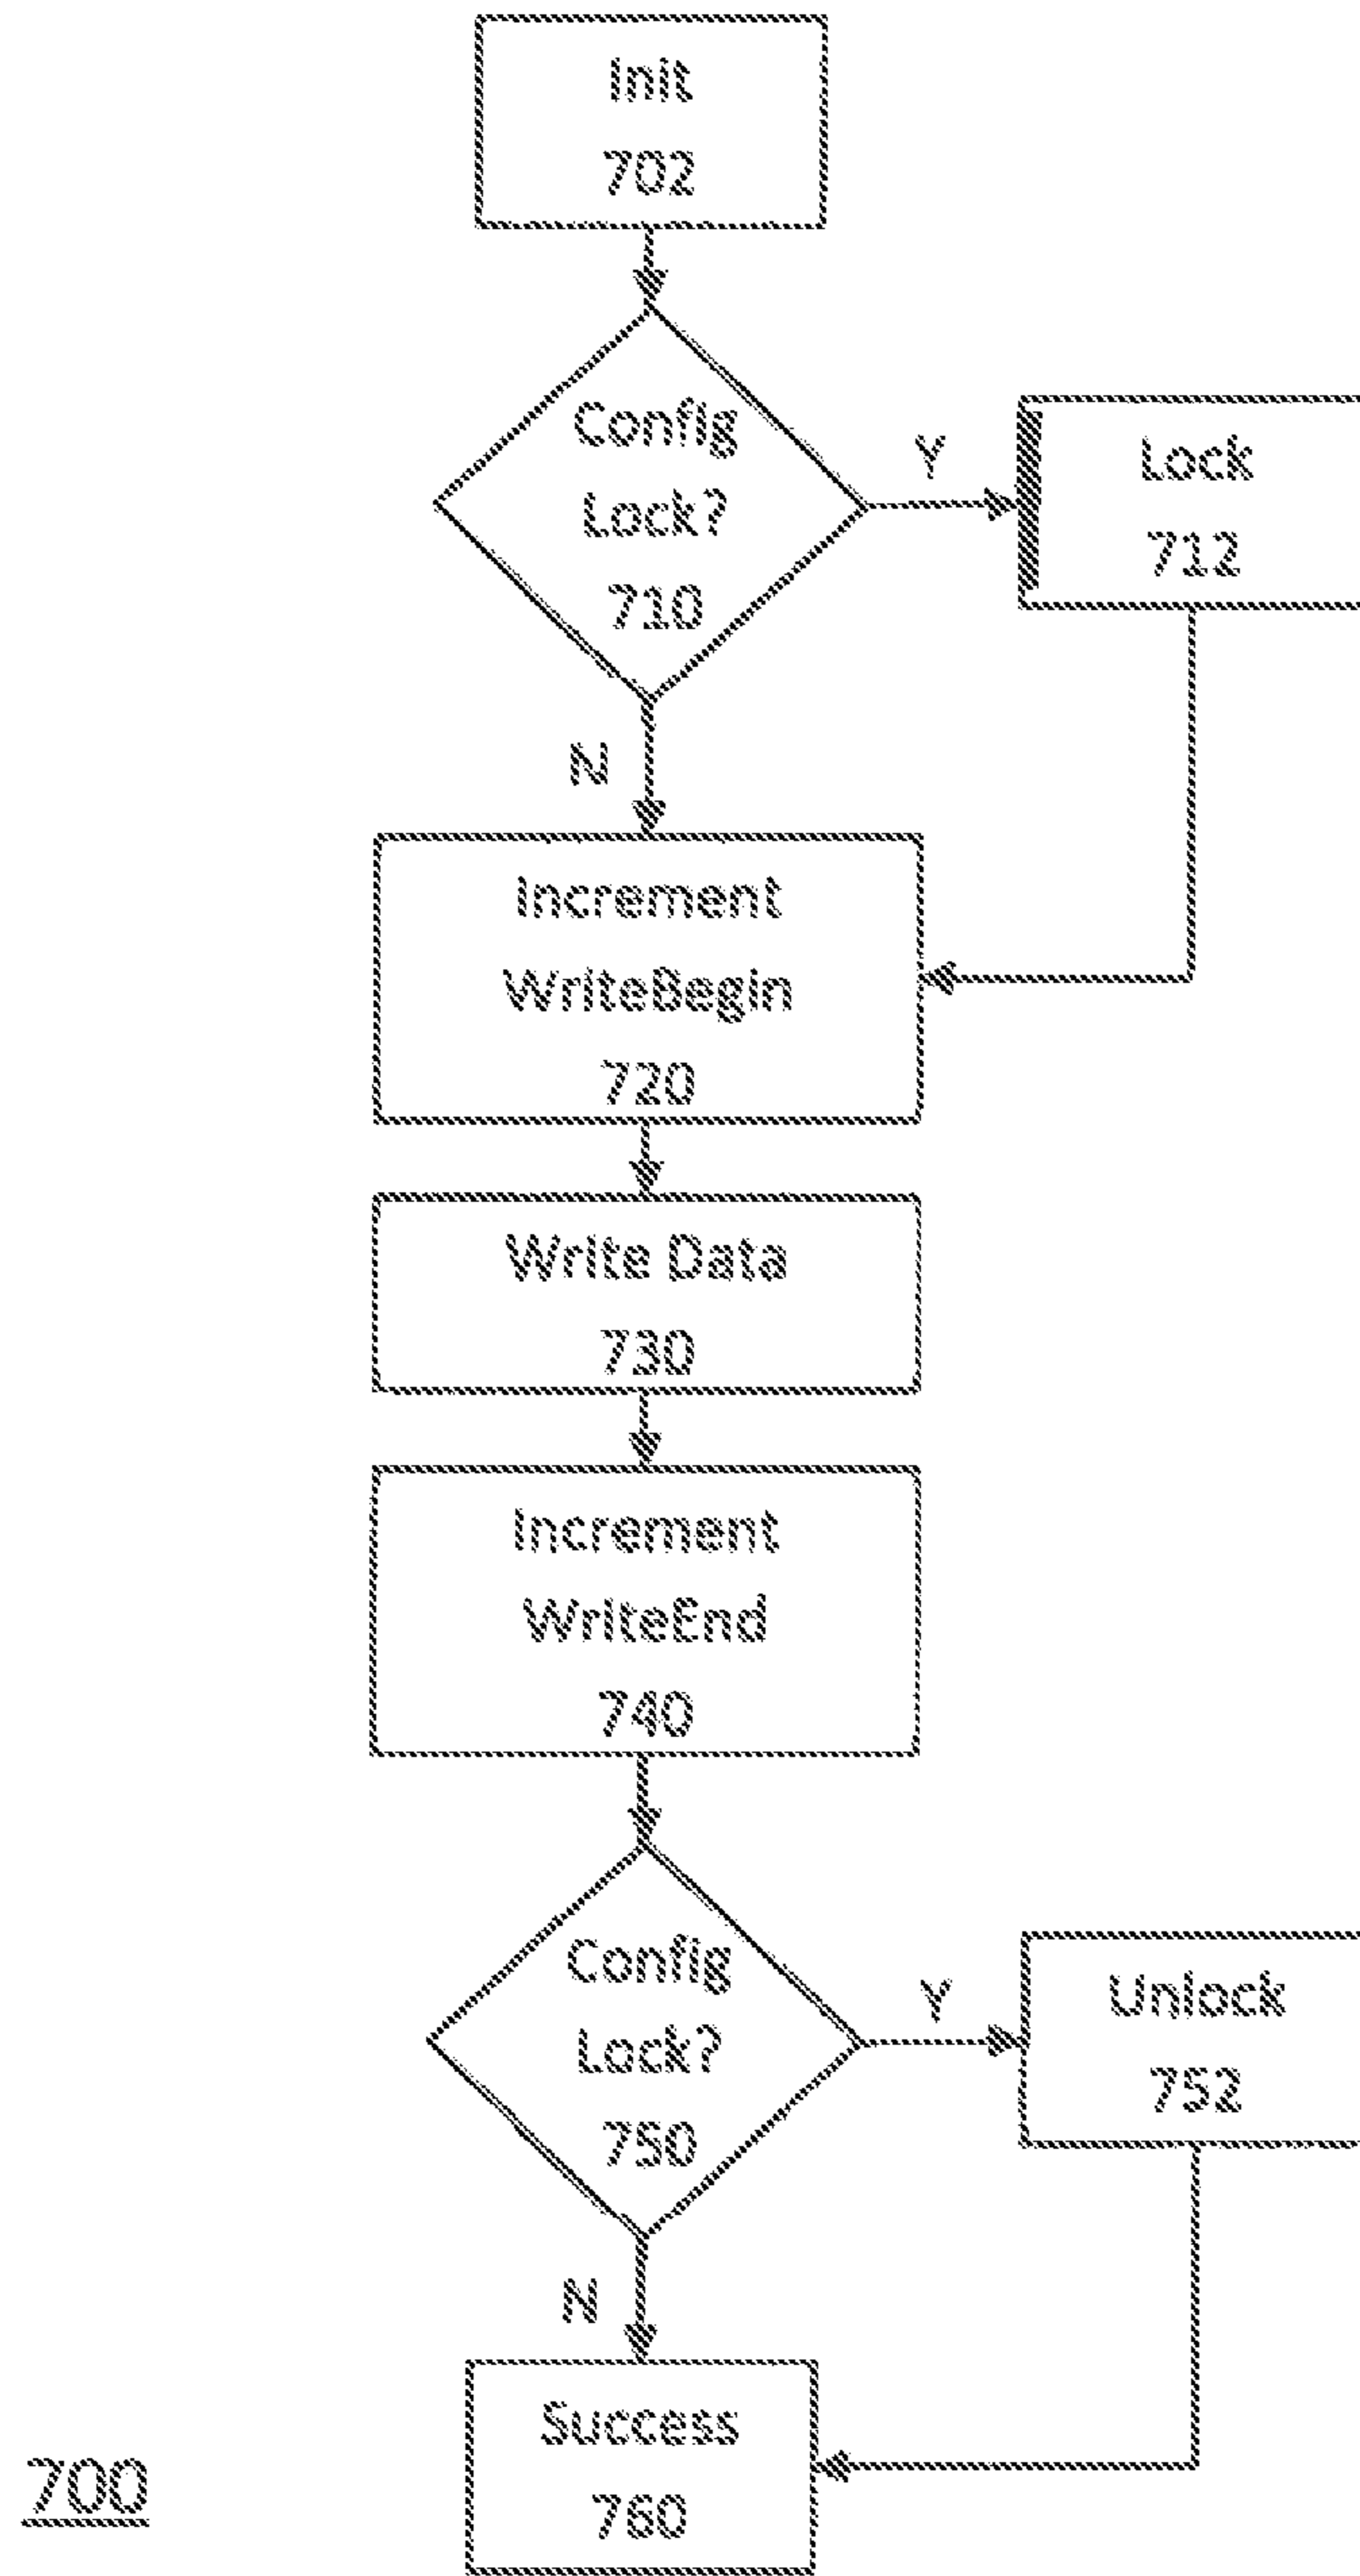 Init
702
Config
Lock?
710
Y
Lock
712
N
Increment
WriteBegin
720
Write Data
730
Increment
WriteEnd
740
Config
Lock?
750
Y
Unlock
752
N
Success
760
700